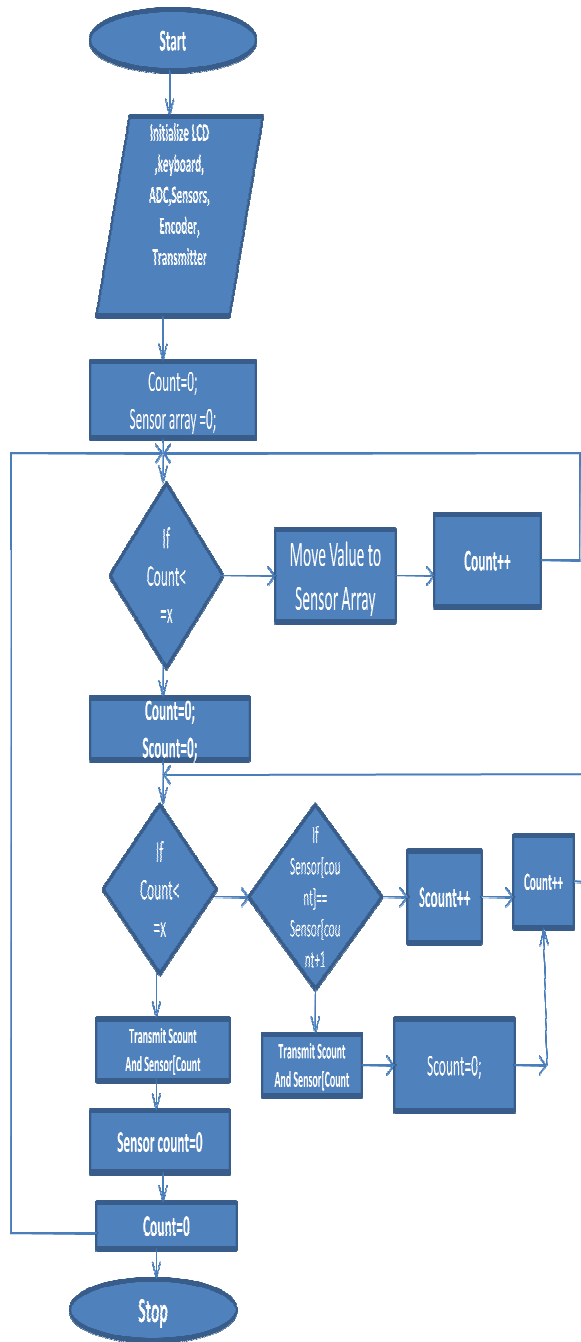 Start
Initialize LCD
,keyboard,
ADC,Sensors,
Encoder,
Transmitter
Count=0;
Sensor array =0;
If
Count<
=x
Move Value to
Sensor Array
Count++
Count=0;
Scount=0;
If
Count<
=x
If
Sensor[cou
nt]==
Sensor[cou
nt+1
Scount++
Count++
Transmit Scount
And Sensor[Count
Transmit Scount
And Sensor[Count
Scount=0;
Sensor count=0
Count=0
Stop